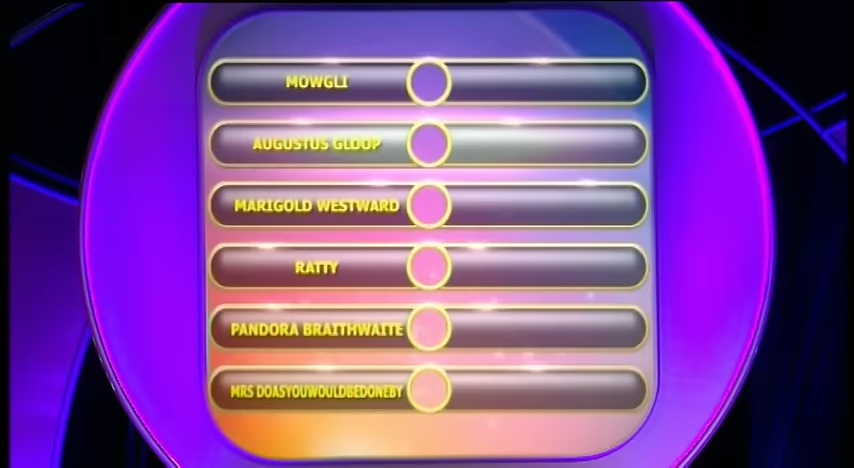 MOWGLI
AUGUSTUS GLOOP
MARIGOLD WESTWARD
RATTY
PANDORA BRAITHWAITE
MRS DOASYOUWOULDBEDONEBY